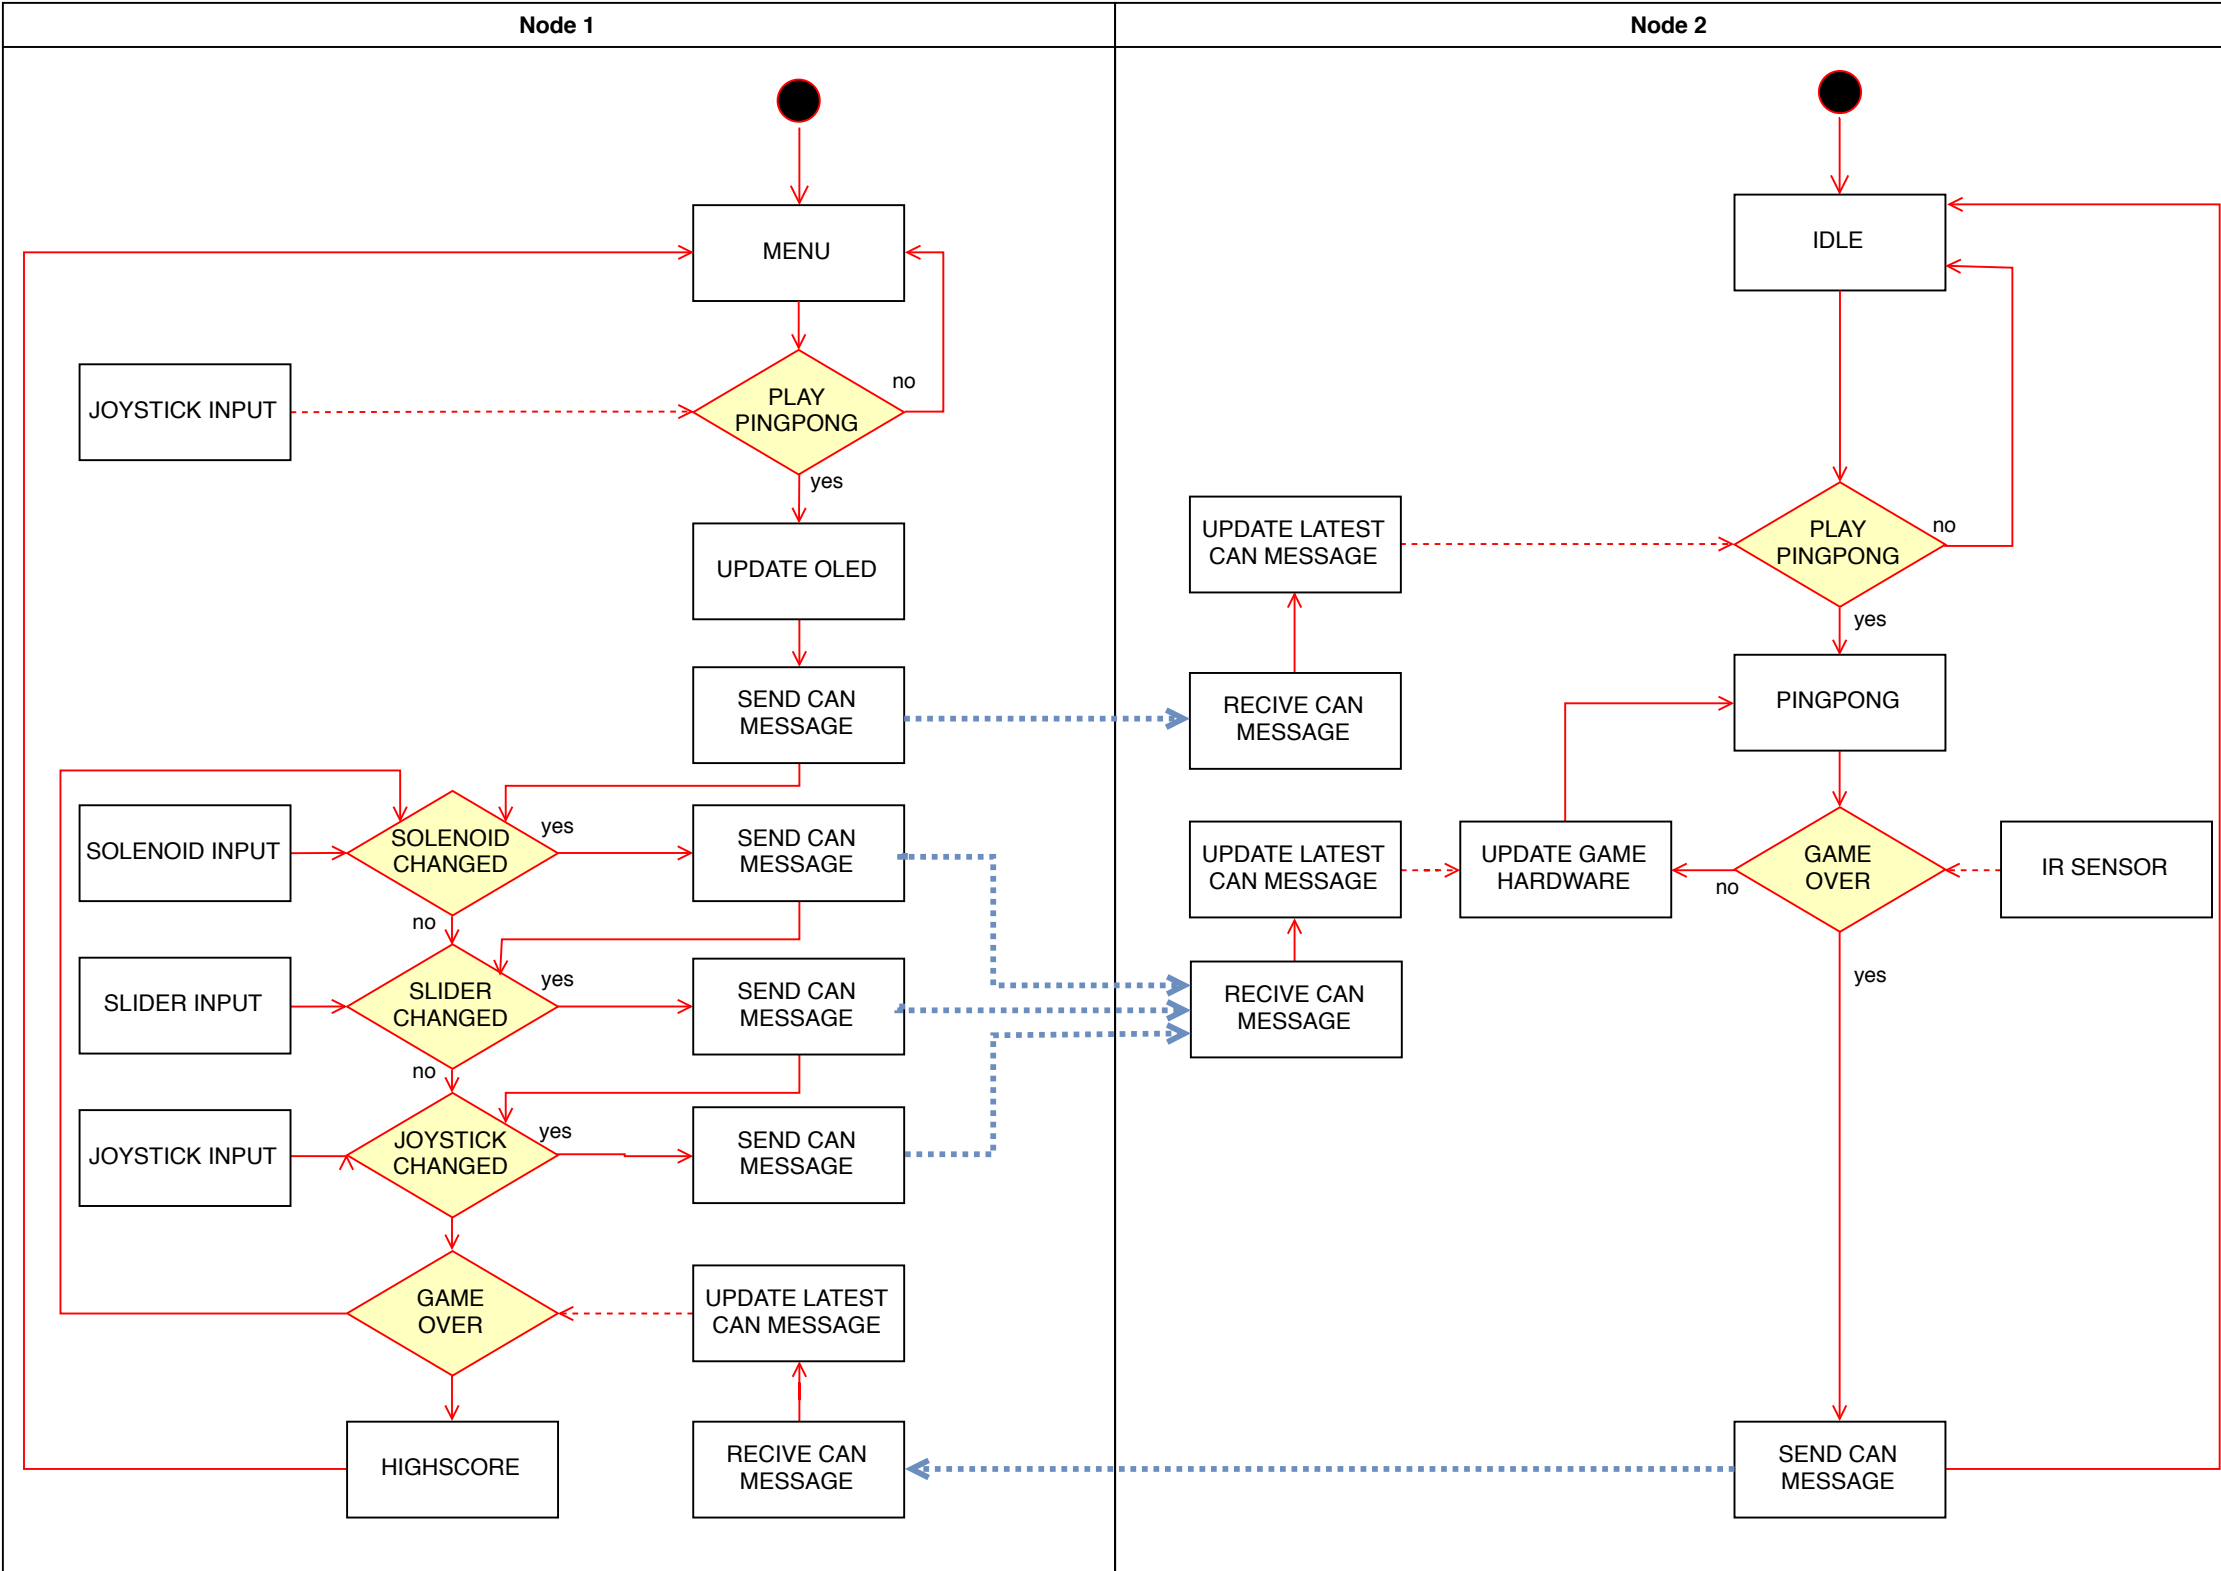 Node 1
Node 2
MENU
IDLE
JOYSTICK INPUT
PLAY
PINGPONG
no
yes
UPDATE OLED
SEND CAN
MESSAGE
UPDATE LATEST
CAN MESSAGE
PLAY
PINGPONG
no
yes
RECIVE CAN
MESSAGE
PINGPONG
SOLENOID INPUT
SOLENOID
CHANGED
yes
no
SEND CAN
MESSAGE
UPDATE LATEST
CAN MESSAGE
UPDATE GAME
HARDWARE
no
GAME
OVER
yes
IR SENSOR
SLIDER INPUT
SLIDER
CHANGED
yes
no
SEND CAN
MESSAGE
RECIVE CAN
MESSAGE
JOYSTICK INPUT
JOYSTICK
CHANGED
yes
SEND CAN
MESSAGE
GAME
OVER
UPDATE LATEST
CAN MESSAGE
HIGHSCORE
RECIVE CAN
MESSAGE
SEND CAN
MESSAGE